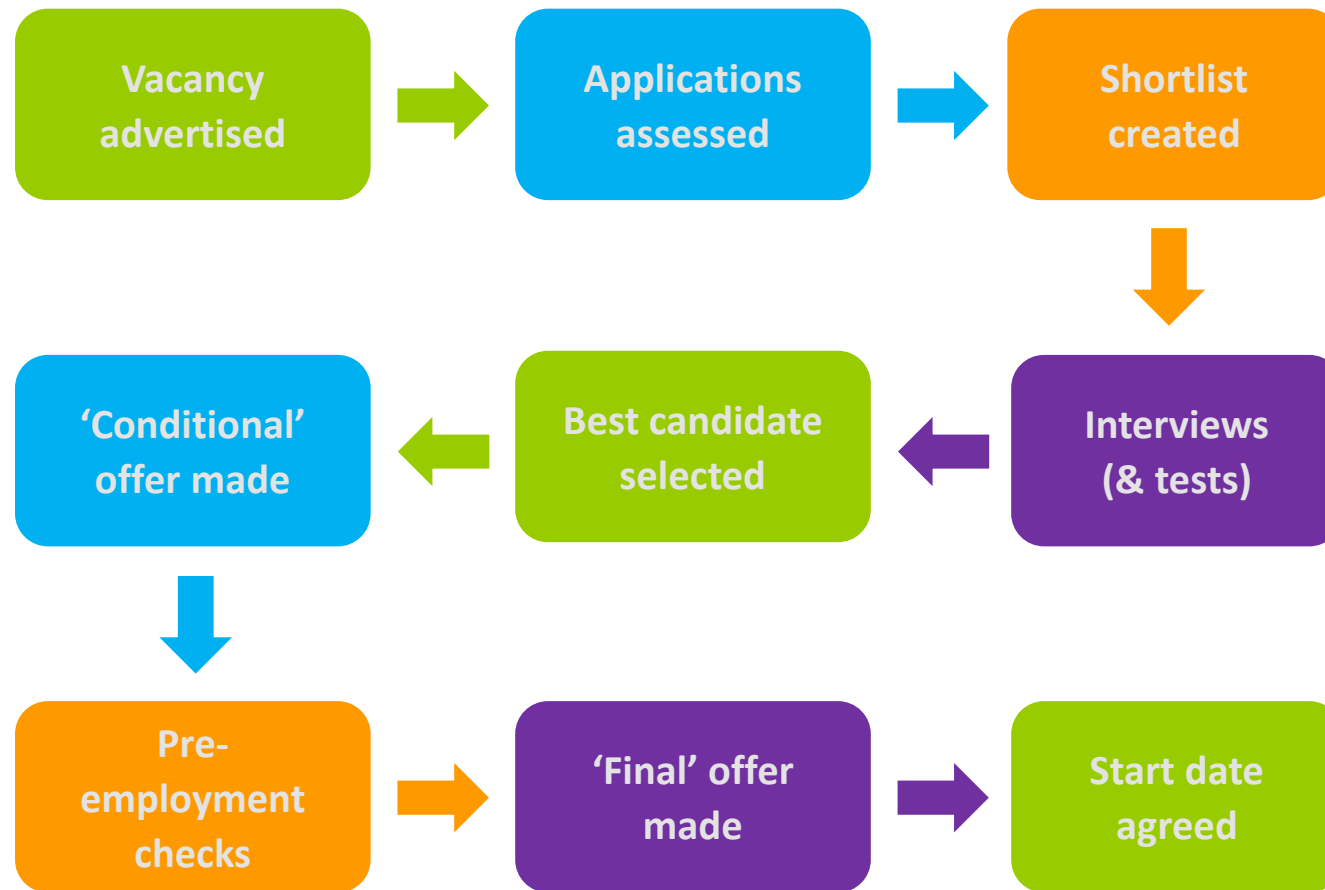 Vacancy
advertised
Applications
assessed
Shortlist
created
Interviews
(& tests)
Best candidate
selected
‘Conditional’
offer made
Pre-
employment
checks
‘Final’ offer
made
Start date
agreed